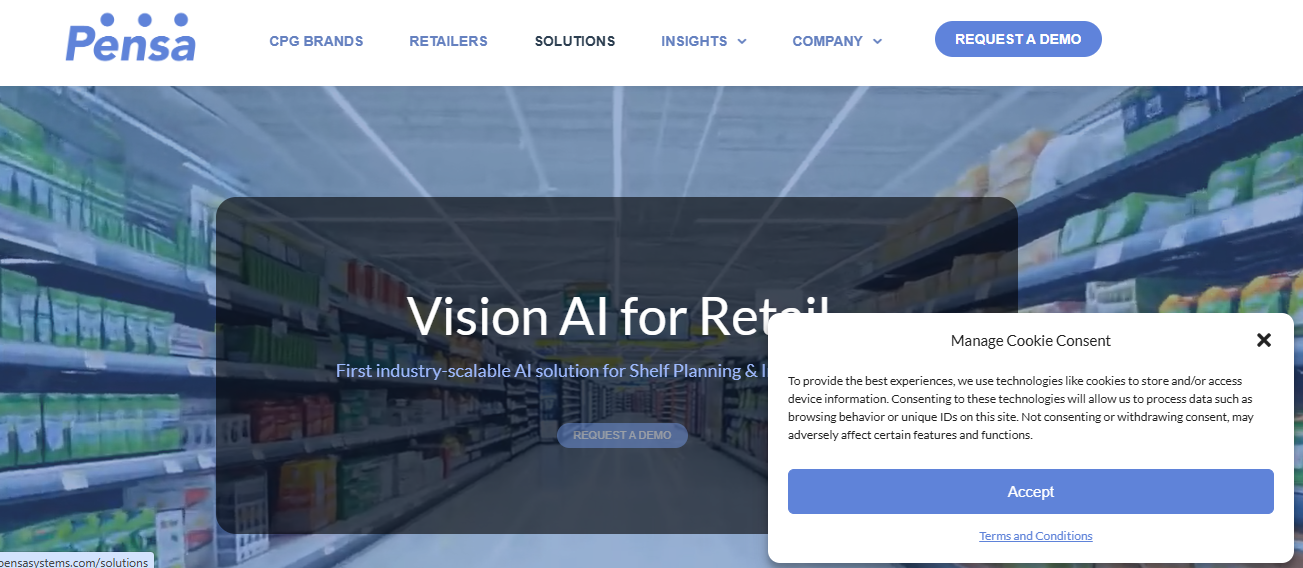 Pensa
CPG BRANDS
RETAILERS
SOLUTIONS
INSIGHTS
COMPANY
REQUEST A DEMO
Vision AI for Retail
First industry-scalable AI solution for Shelf Planning &
REQUEST A DEMO
Manage Cookie Consent
To provide the best experiences, we use technologies like cookies to store and/or access
device information. Consenting to these technologies will allow us to process data such as
browsing behavior or unique IDs on this site. Not consenting or withdrawing consent, may
adversely affect certain features and functions.
Accept
Terms and Conditions
pensasystems.com/solutions